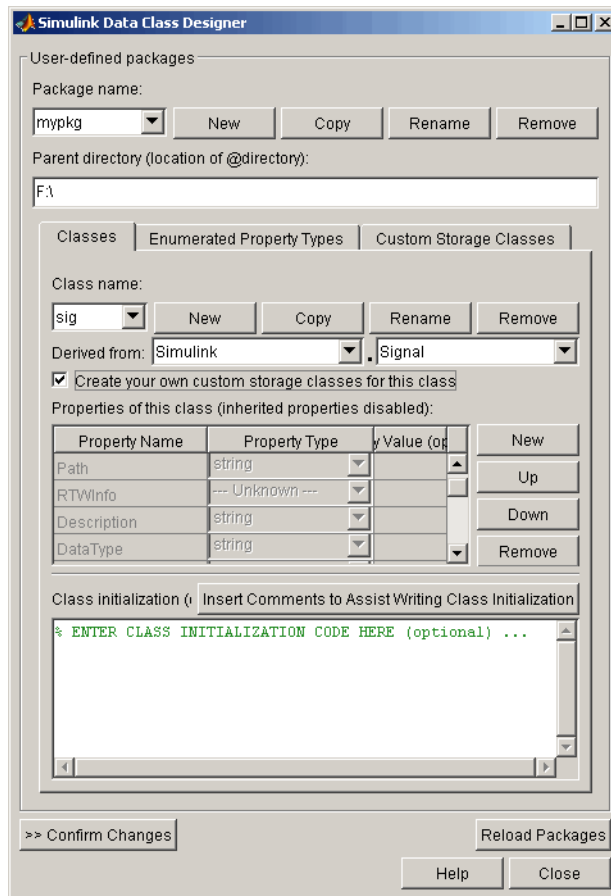 Simulink Data Class Designer
User-defined packages
Package name:
mypkg New Copy Rename Remove
Parent directory (location of @directory):
F:\
Classes Enumerated Property Types Custom Storage Classes
Class name:
sig New Copy Rename Remove
Derived from: Simulink . Signal
Create your own custom storage classes for this class
Properties of this class (inherited properties disabled):
Property Name Property Type y Value (op New
Path string
Up
RTWInfo --- Unknown ---
Description string Down
DataType string Remove
Class initialization ( Insert Comments to Assist Writing Class Initialization
% ENTER CLASS INITIALIZATION CODE HERE (optional) ...
>> Confirm Changes Reload Packages
Help Close